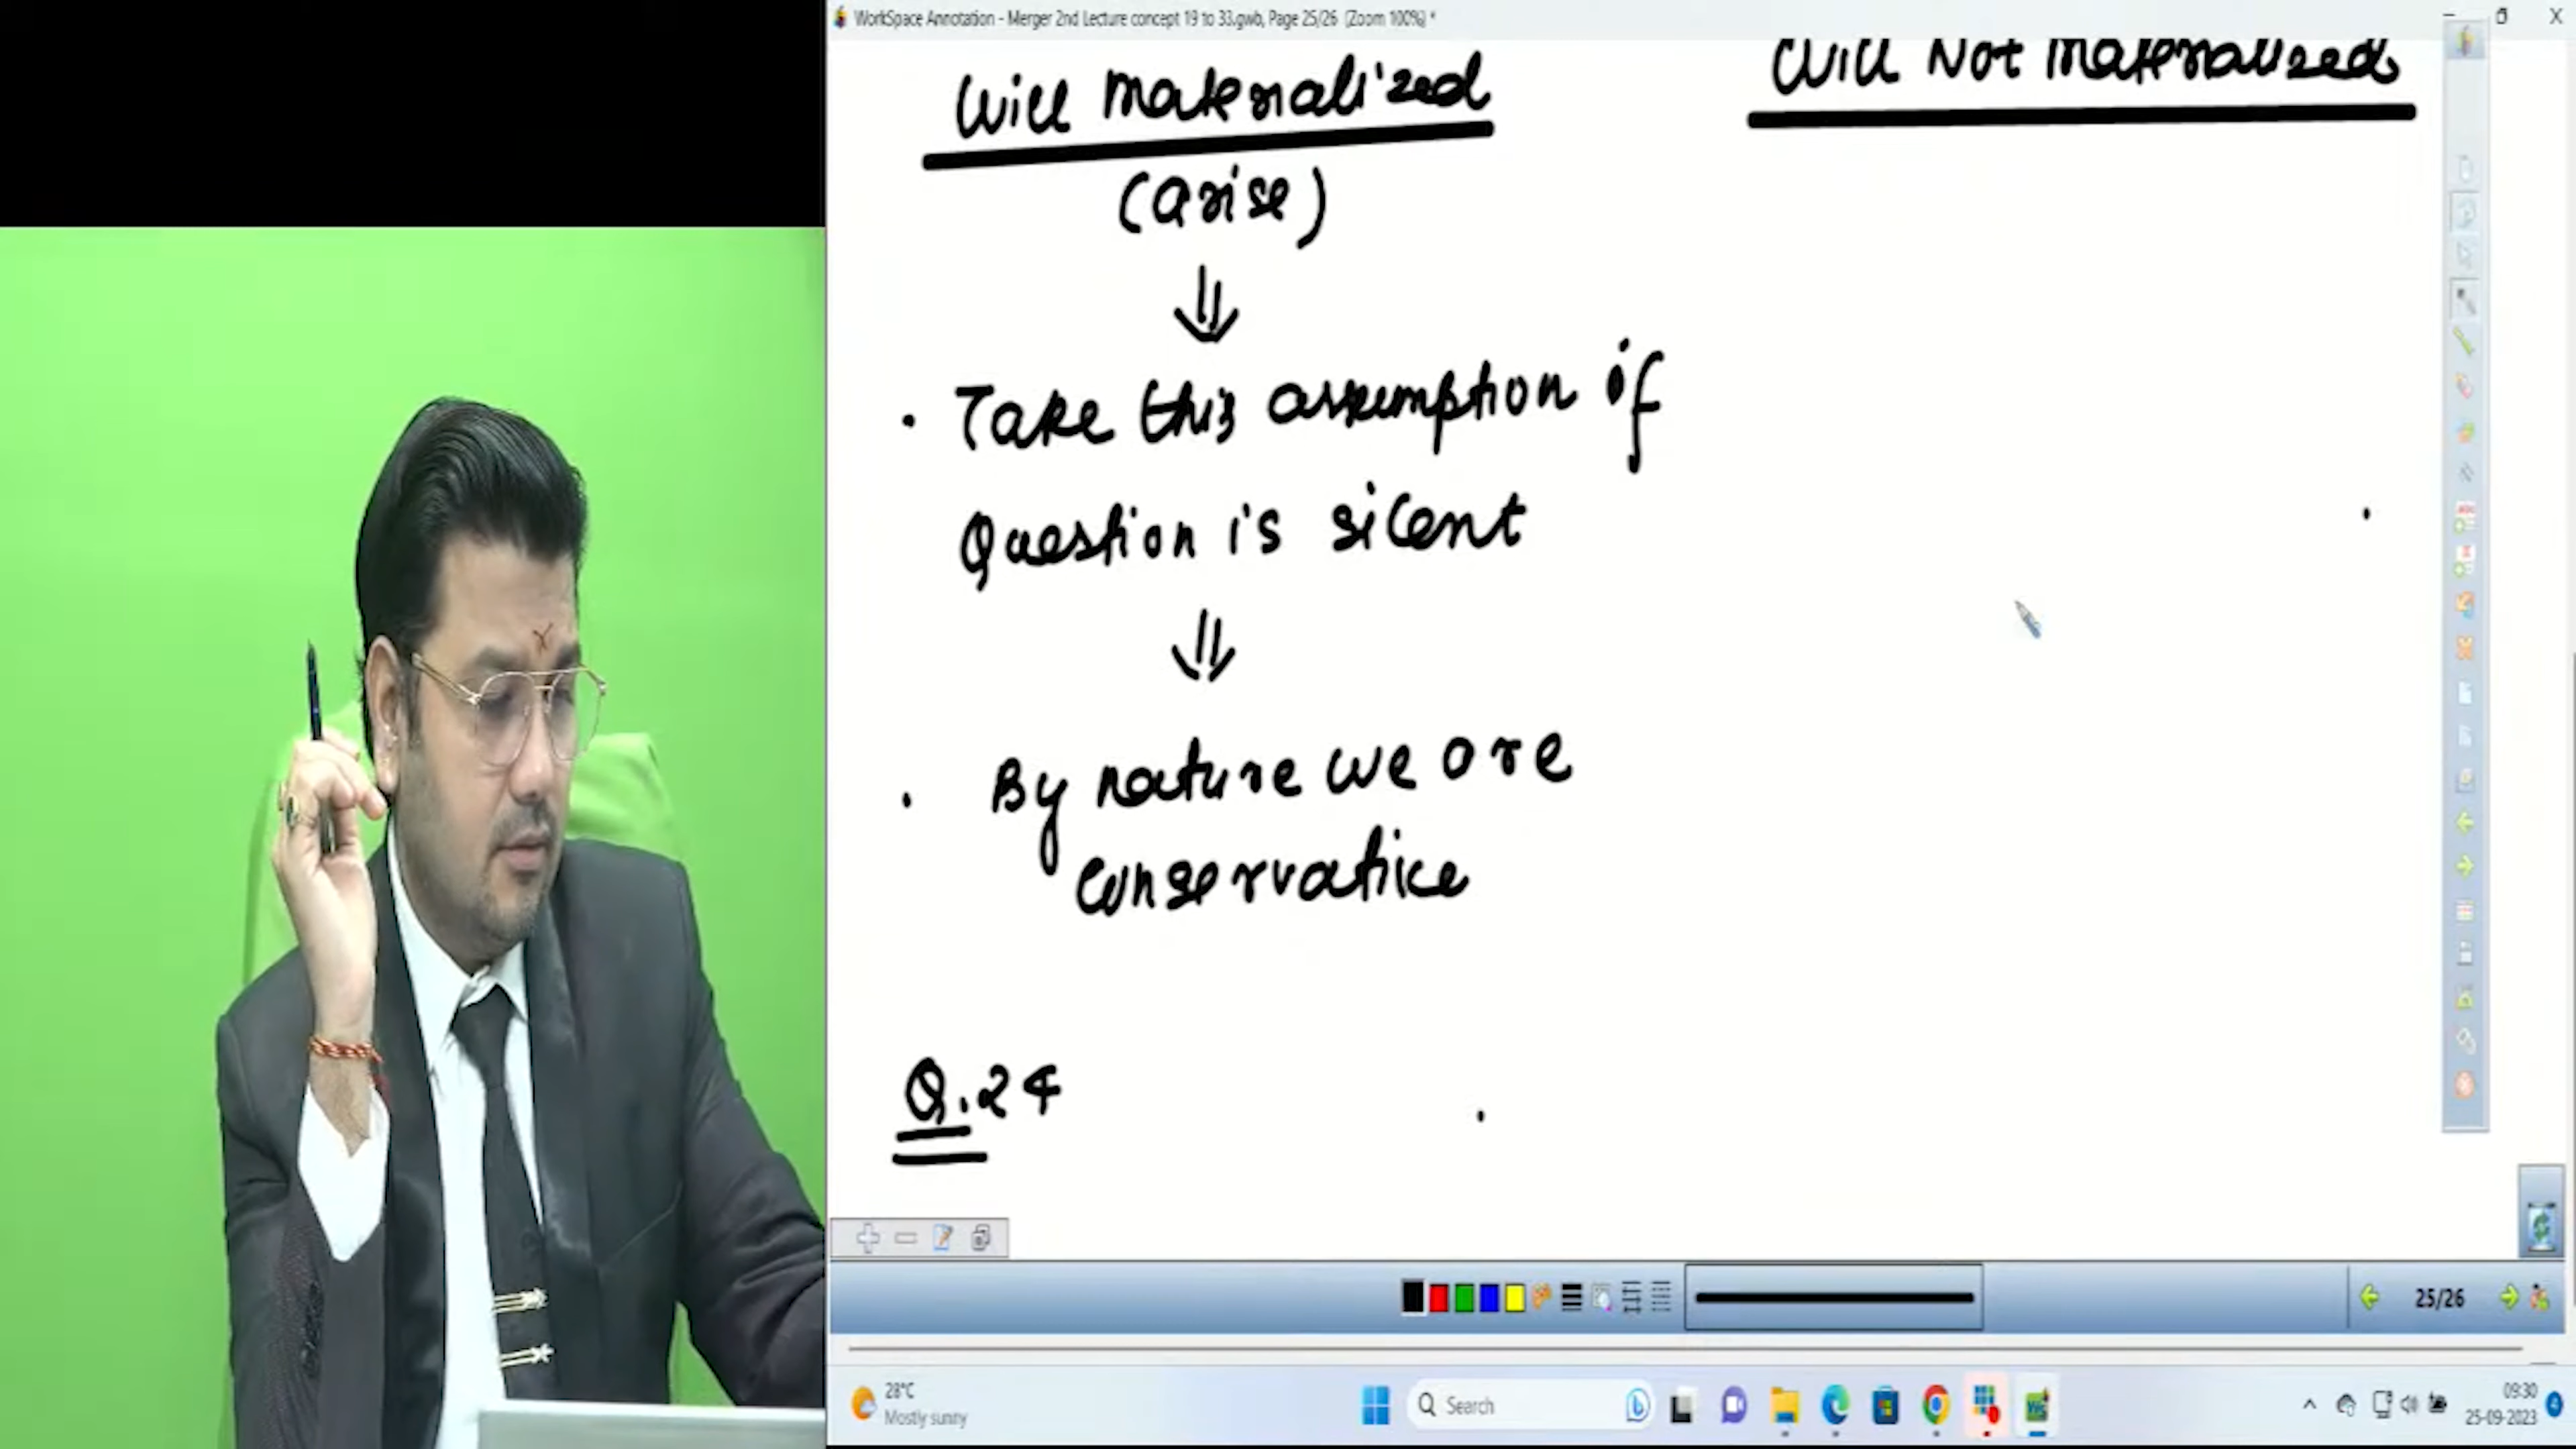 WorkSpace Annotation - Merger 2nd Lecture concept 19 to 33.gwb, Page 25/26 (Zoom 100%) *
Will Materialized
Will Not Materialized
(arise)
⇓
• Take this assumption if
Question is silent
⇓
• By nature we are
conservative
Q.24
25/26
28°C
Mostly sunny
Search
09:30
25-09-2023
4